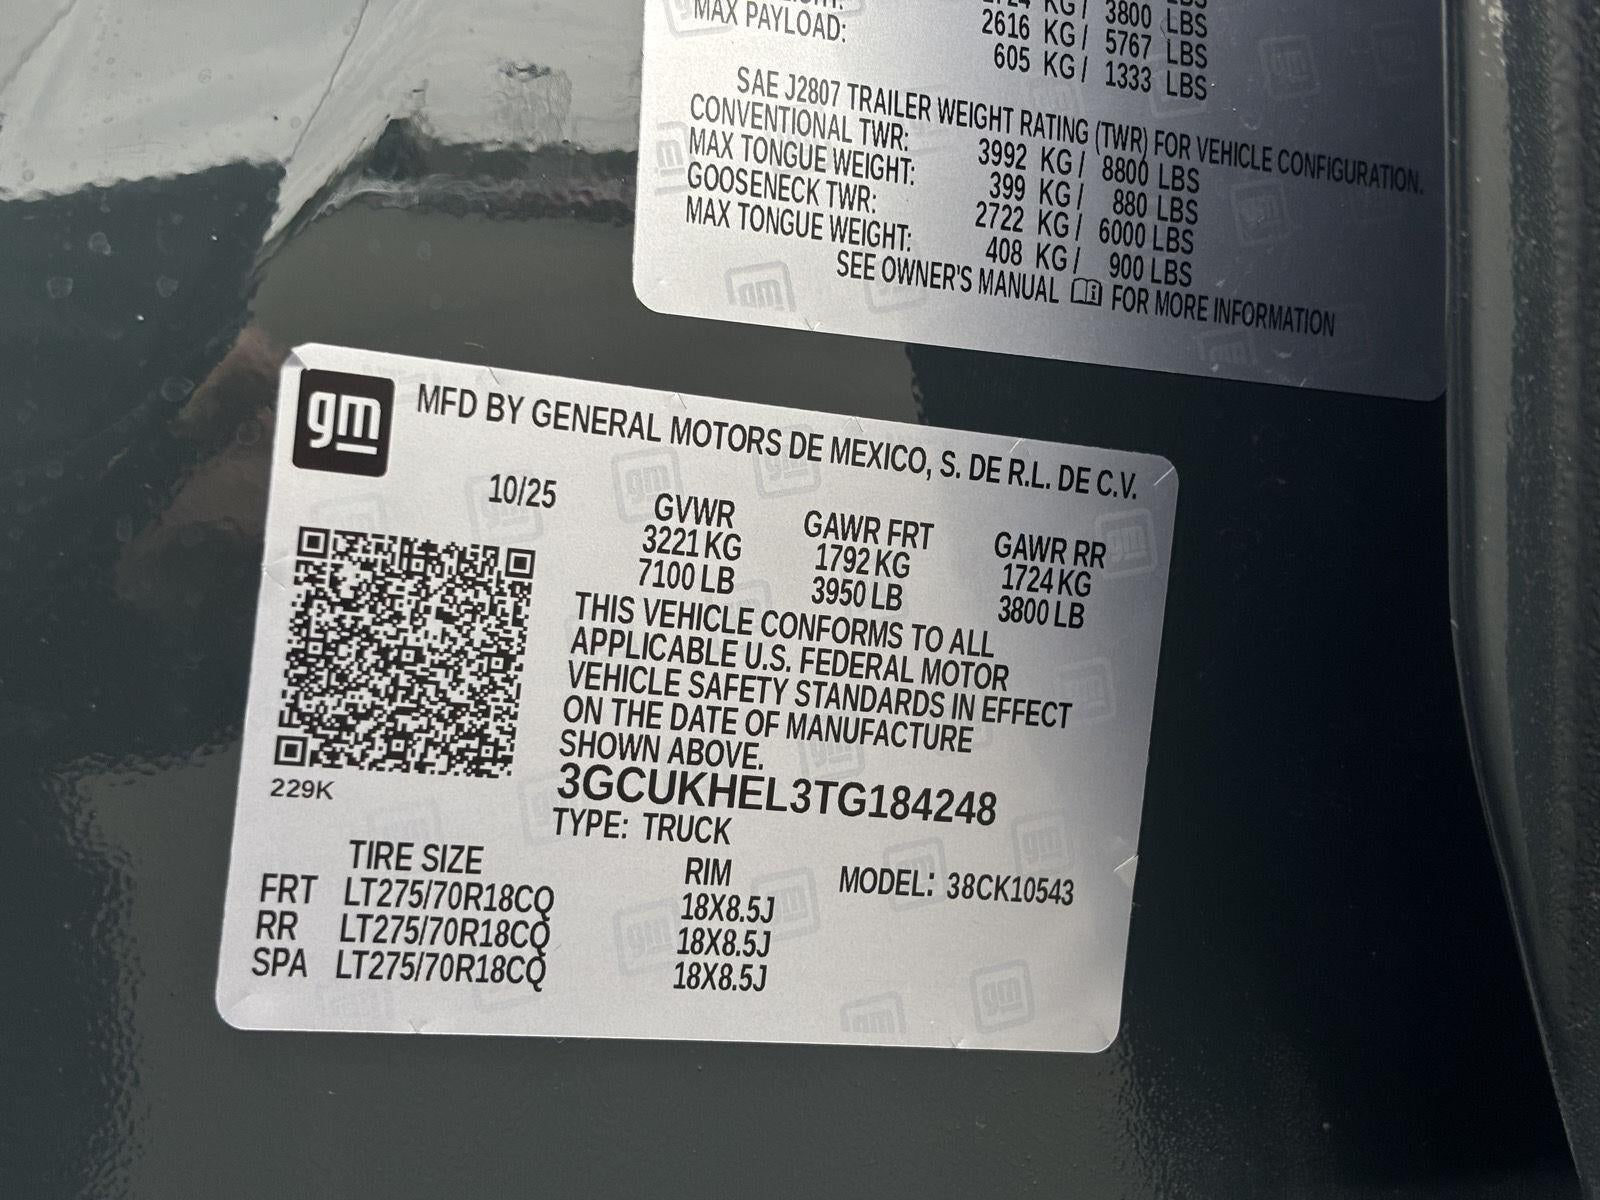 KG/ 3800 LBS
2616 KG/ 5767 LBS
MAX PAYLOAD: 605 KG/ 1333 LBS
SAE J2807 TRAILER WEIGHT RATING (TWR) FOR VEHICLE CONFIGURATION.
CONVENTIONAL TWR: 3992 KG/ 8800 LBS
MAX TONGUE WEIGHT: 399 KG/ 880 LBS
GOOSENECK TWR: 2722 KG/ 6000 LBS
MAX TONGUE WEIGHT: 408 KG/ 900 LBS
SEE OWNER'S MANUAL FOR MORE INFORMATION
gm
MFD BY GENERAL MOTORS DE MEXICO, S. DE R.L. DE C.V.
10/25
GVWR GAWR FRT GAWR RR
3221 KG 1792 KG 1724 KG
7100 LB 3950 LB 3800 LB
THIS VEHICLE CONFORMS TO ALL
APPLICABLE U.S. FEDERAL MOTOR
VEHICLE SAFETY STANDARDS IN EFFECT
ON THE DATE OF MANUFACTURE
SHOWN ABOVE.
229K
3GCUKHEL3TG184248
TYPE: TRUCK
TIRE SIZE RIM MODEL: 38CK10543
FRT LT275/70R18CQ 18X8.5J
RR LT275/70R18CQ 18X8.5J
SPA LT275/70R18CQ 18X8.5J